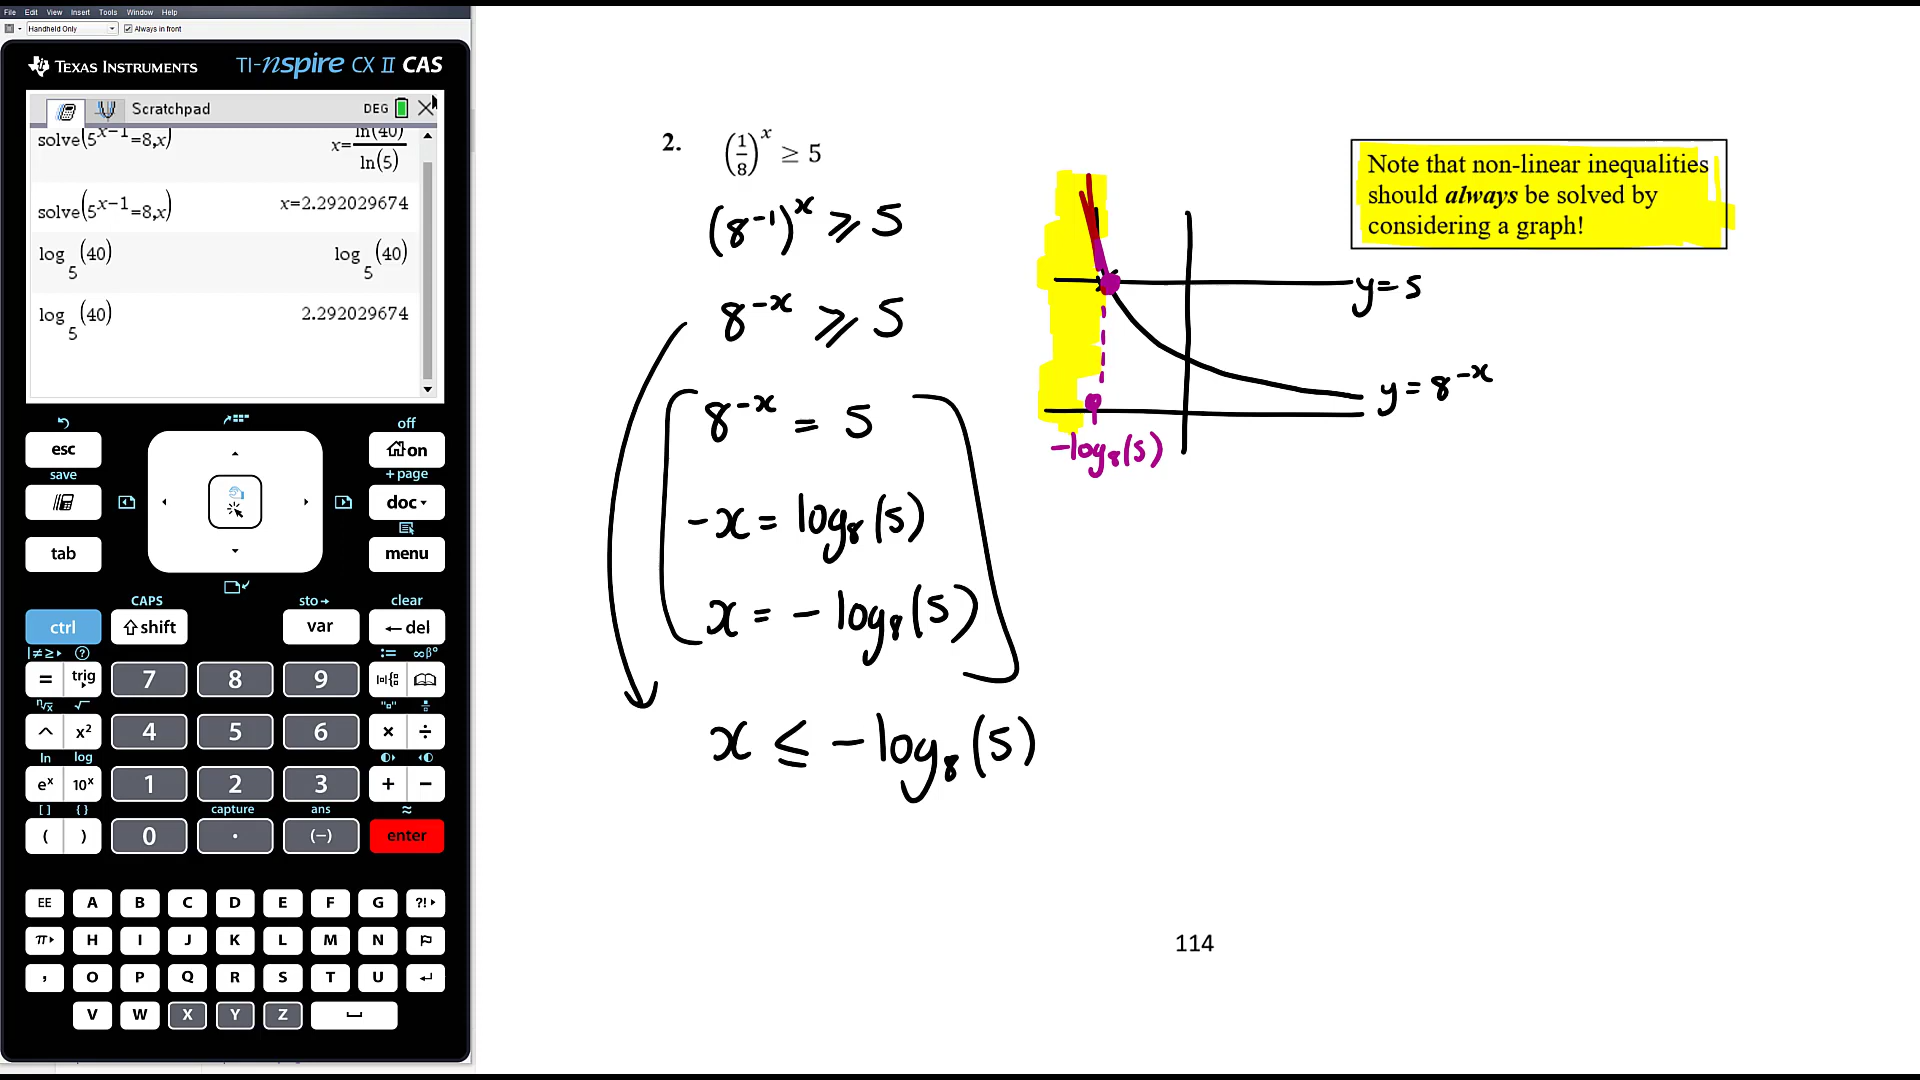 File Edit View Insert Tools Window Help
Handheld Only Always in front
TEXAS INSTRUMENTS TI-nspire CX II CAS
Scratchpad DEG
solve(5^{x-1}=8,x) x=ln(40)/ln(5)
solve(5^{x-1}=8,x) x=2.292029674
log_5(40) log_5(40)
log_5(40) 2.292029674
off
esc on
save + page
doc
tab menu
CAPS sto→ clear
ctrl ⇧shift var ←del
|≠≥▸ ? := ∞β°
= trig 7 8 9
ⁿ√x √ "▫"
^ x² 4 5 6 × ÷
ln log
eˣ 10ˣ 1 2 3 + −
[ ] { } capture ans ≈
( ) 0 . (−) enter
EE A B C D E F G ?!▸
π▸ H I J K L M N
, O P Q R S T U ↵
V W X Y Z
2. (1/8)^x ≥ 5
(8^{-1})^x ≥ 5
8^{-x} ≥ 5
8^{-x} = 5
-x = log_8(5)
x = -log_8(5)
x ≤ -log_8(5)
y=5
y=8^{-x}
-log_8(5)
Note that non-linear inequalities
should always be solved by
considering a graph!
114